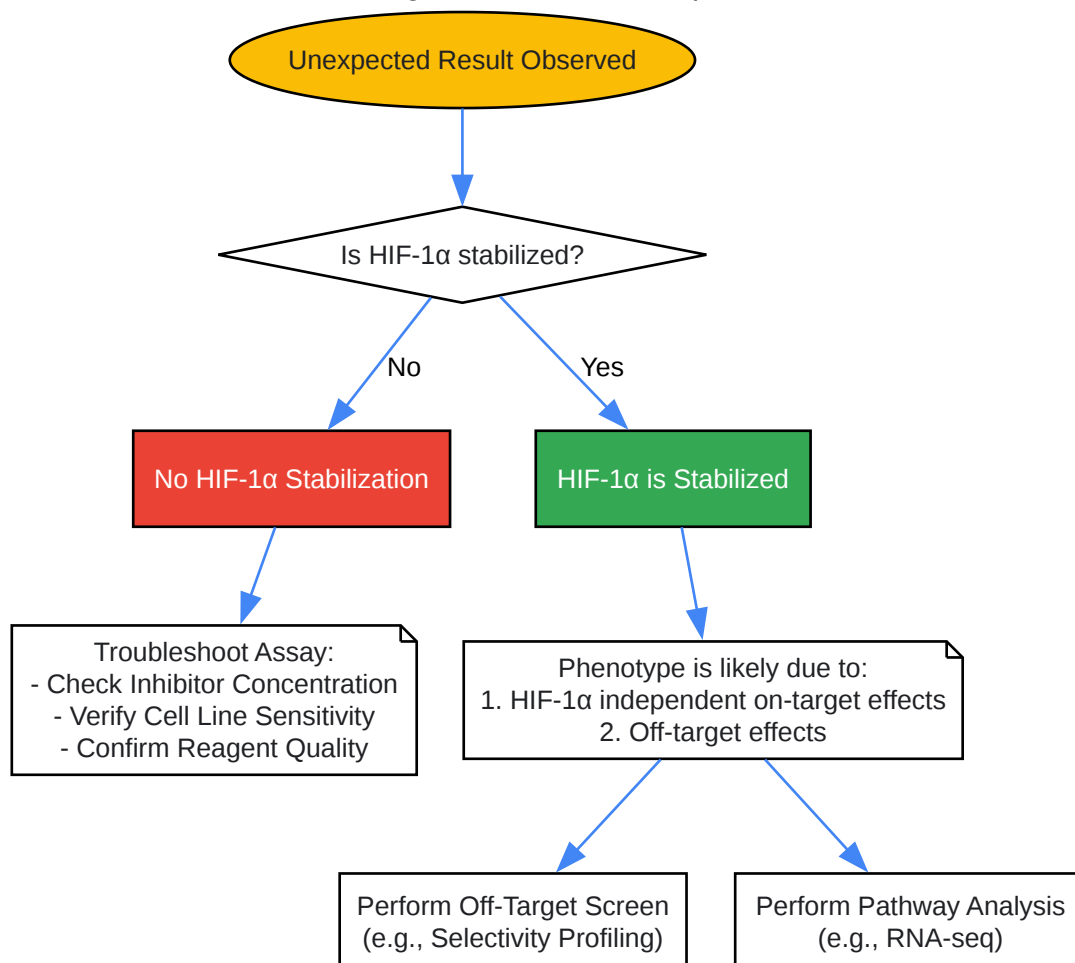 Unexpected Result Observed
Is HIF-1α stabilized?
No
Yes
No HIF-1α Stabilization
HIF-1α is Stabilized
Troubleshoot Assay:
- Check Inhibitor Concentration
- Verify Cell Line Sensitivity
- Confirm Reagent Quality
Phenotype is likely due to:
1. HIF-1α independent on-target effects
2. Off-target effects
Perform Off-Target Screen
(e.g., Selectivity Profiling)
Perform Pathway Analysis
(e.g., RNA-seq)